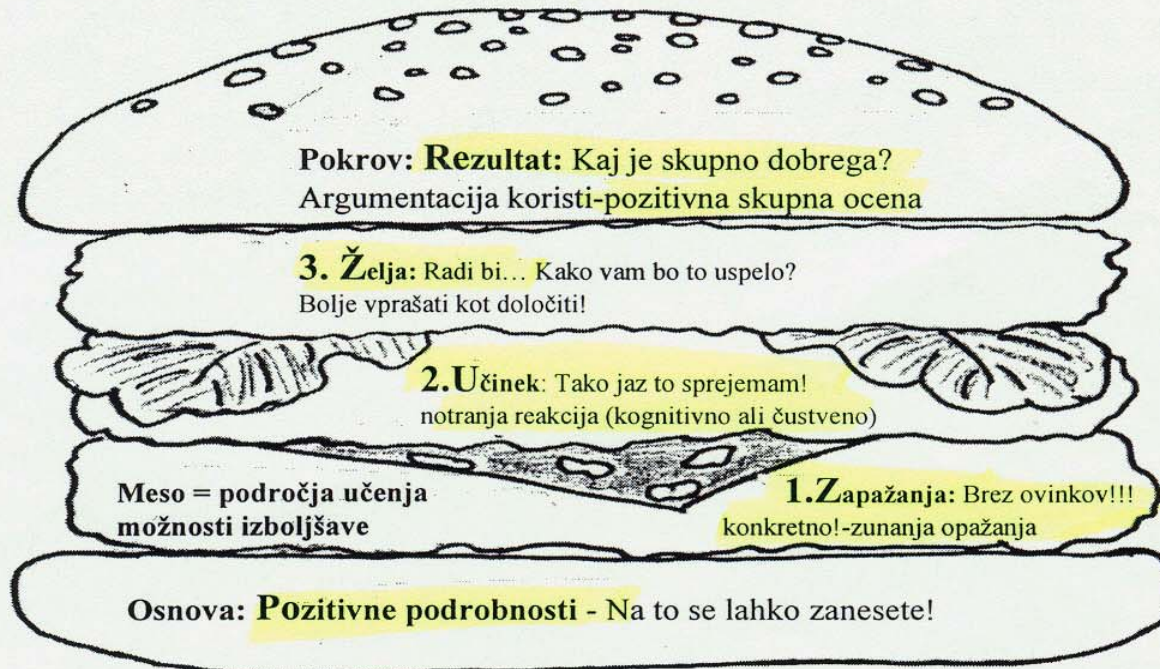 Pokrov: Rezultat: Kaj je skupno dobrega?
Argumentacija koristi-pozitivna skupna ocena
3. Želja: Radi bi... Kako vam bo to uspelo?
Bolje vprašati kot določiti!
2.Učinek: Tako jaz to sprejemam!
notranja reakcija (kognitivno ali čustveno)
Meso = področja učenja
možnosti izboljšave
1.Zapažanja: Brez ovinkov!!!
konkretno!-zunanja opažanja
Osnova: Pozitivne podrobnosti - Na to se lahko zanesete!